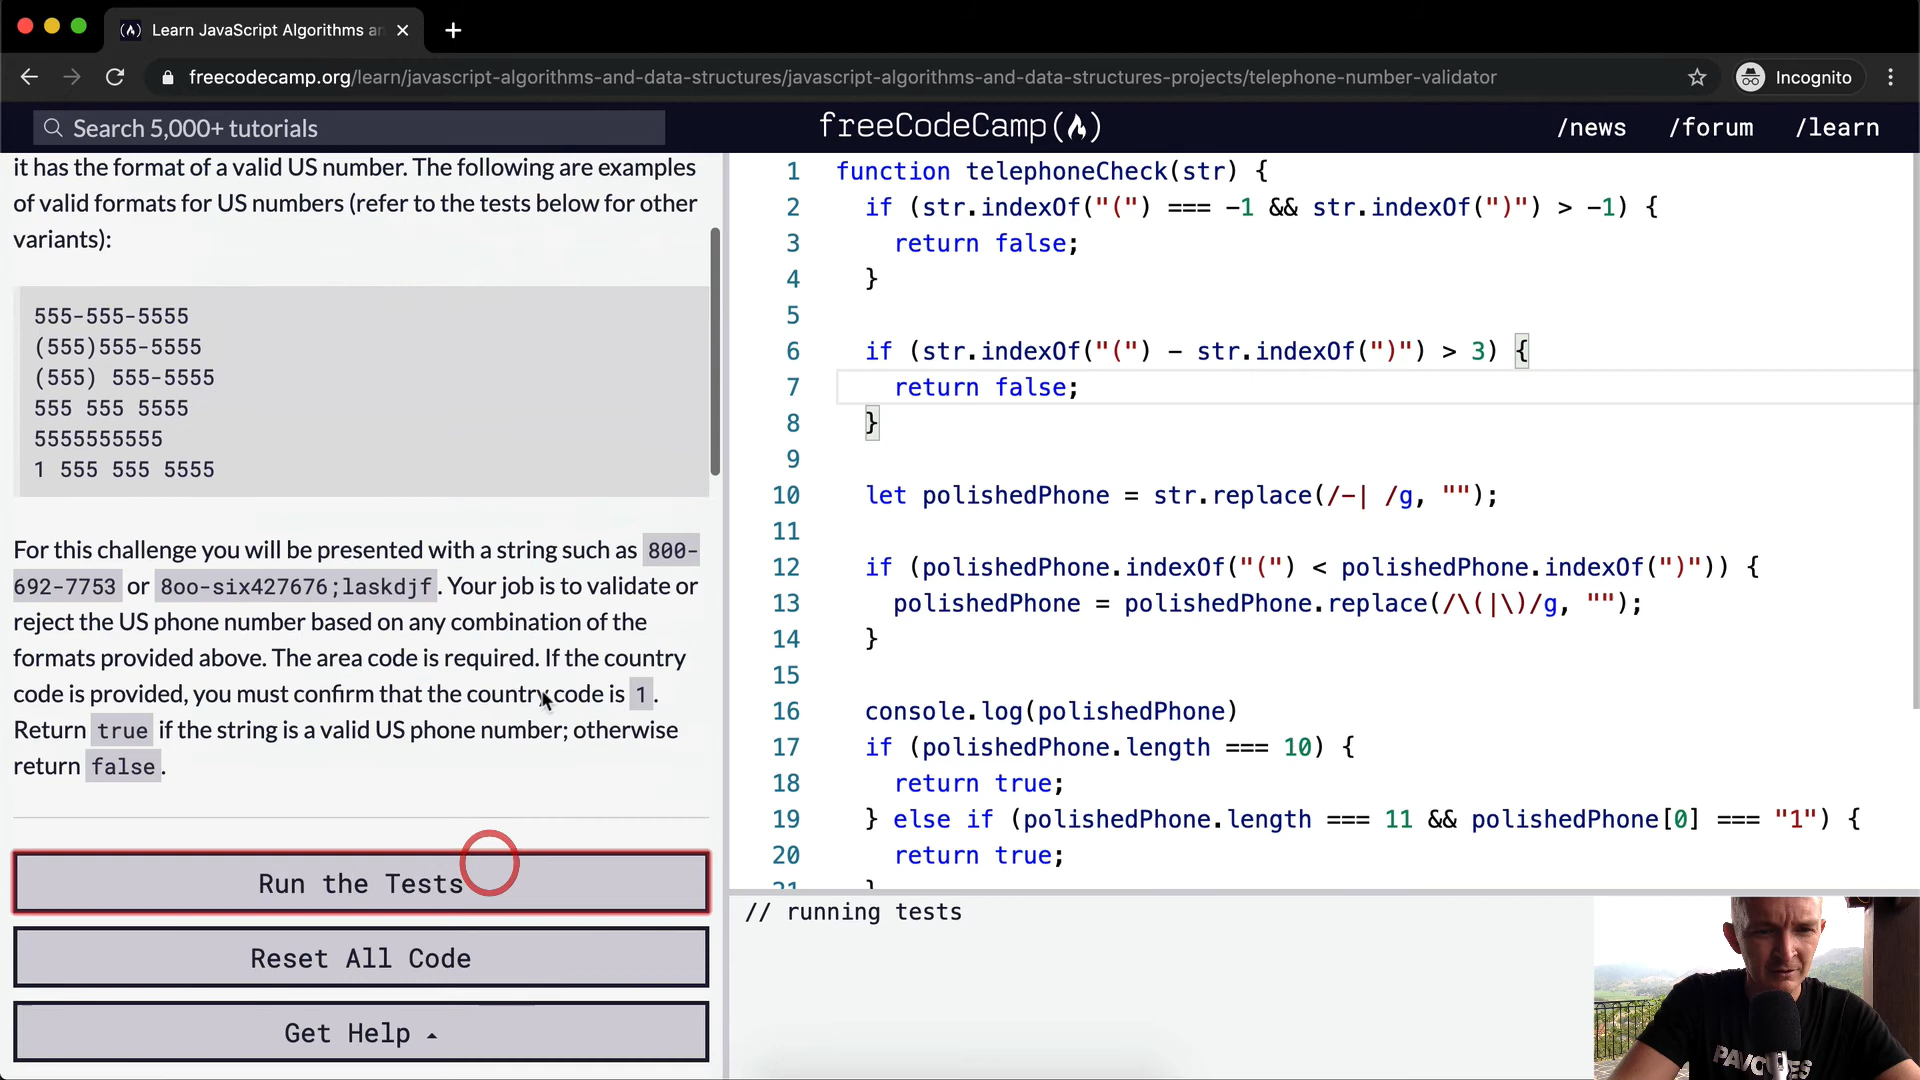 Learn JavaScript Algorithms an
freecodecamp.org/learn/javascript-algorithms-and-data-structures/javascript-algorithms-and-data-structures-projects/telephone-number-validator
Incognito
Search 5,000+ tutorials
freeCodeCamp(🔥)
/news /forum /learn
it has the format of a valid US number. The following are examples
of valid formats for US numbers (refer to the tests below for other
variants):
555-555-5555
(555)555-5555
(555) 555-5555
555 555 5555
5555555555
1 555 555 5555
For this challenge you will be presented with a string such as 800-
692-7753 or 8oo-six427676;laskdjf. Your job is to validate or
reject the US phone number based on any combination of the
formats provided above. The area code is required. If the country
code is provided, you must confirm that the country code is 1.
Return true if the string is a valid US phone number; otherwise
return false.
Run the Tests
Reset All Code
Get Help
1 function telephoneCheck(str) {
2 if (str.indexOf("(") === -1 && str.indexOf(")") > -1) {
3 return false;
4 }
5
6 if (str.indexOf("(") - str.indexOf(")") > 3) {
7 return false;
8 }
9
10 let polishedPhone = str.replace(/-| /g, "");
11
12 if (polishedPhone.indexOf("(") < polishedPhone.indexOf(")")) {
13 polishedPhone = polishedPhone.replace(/\(|\)/g, "");
14 }
15
16 console.log(polishedPhone)
17 if (polishedPhone.length === 10) {
18 return true;
19 } else if (polishedPhone.length === 11 && polishedPhone[0] === "1") {
20 return true;
21 }
// running tests